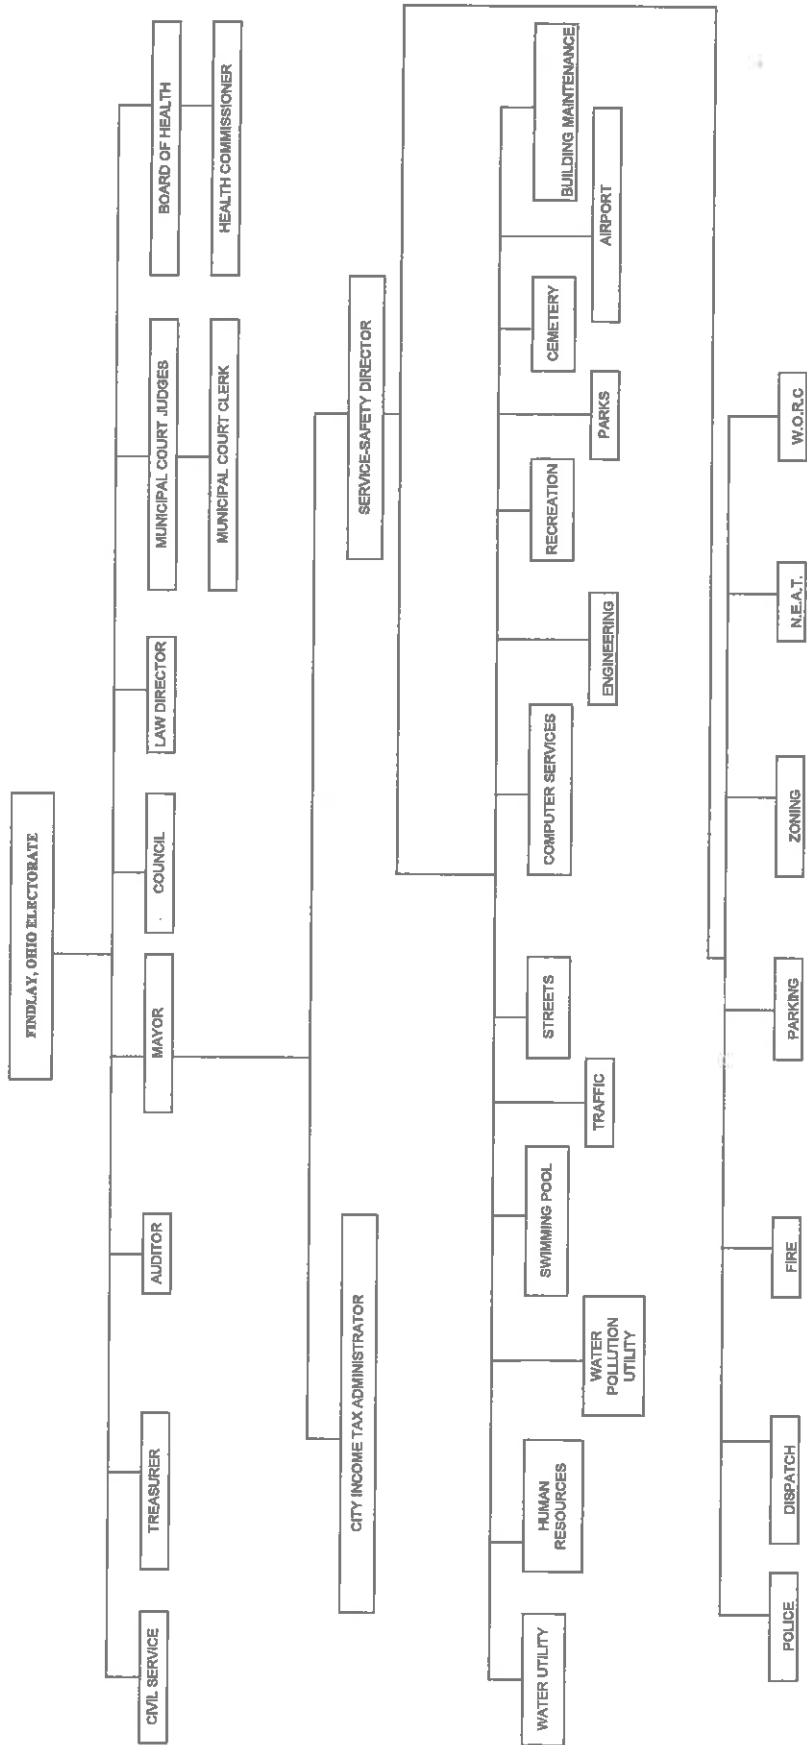 FINDLAY, OHIO ELECTORATE
CIVIL SERVICE
TREASURER
AUDITOR
MAYOR
COUNCIL
LAW DIRECTOR
MUNICIPAL COURT JUDGES
BOARD OF HEALTH
MUNICIPAL COURT CLERK
HEALTH COMMISSIONER
CITY INCOME TAX ADMINISTRATOR
SERVICE-SAFETY DIRECTOR
WATER UTILITY
HUMAN
RESOURCES
WATER
POLLUTION
UTILITY
SWIMMING POOL
TRAFFIC
STREETS
COMPUTER SERVICES
ENGINEERING
RECREATION
PARKS
CEMETERY
AIRPORT
BUILDING MAINTENANCE
POLICE
DISPATCH
FIRE
PARKING
ZONING
N.E.A.T.
W.O.R.C